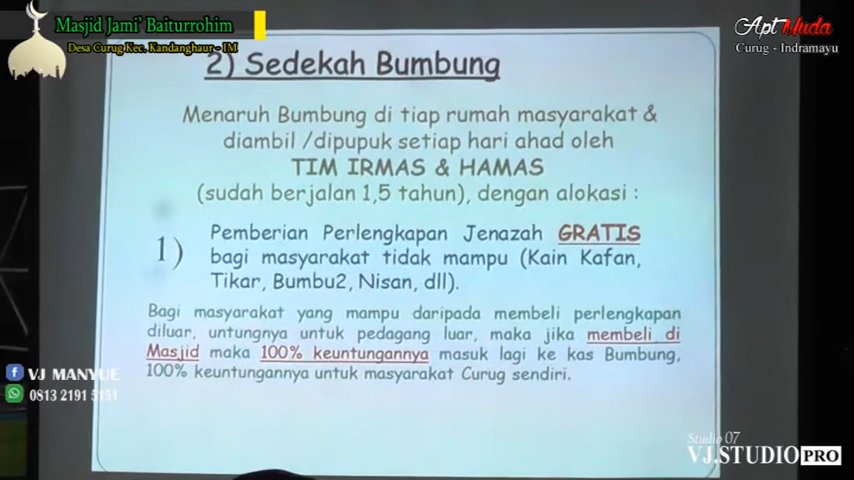 Masjid Jami' Baiturrohim
Desa Curug Kec. Kandanghaur - IM
Apt Muda
Curug - Indramayu
2) Sedekah Bumbung
Menaruh Bumbung di tiap rumah masyarakat &
diambil /dipupuk setiap hari ahad oleh
TIM IRMAS & HAMAS
(sudah berjalan 1,5 tahun), dengan alokasi :
1) Pemberian Perlengkapan Jenazah GRATIS
bagi masyarakat tidak mampu (Kain Kafan,
Tikar, Bumbu2, Nisan, dll).
Bagi masyarakat yang mampu daripada membeli perlengkapan
diluar, untungnya untuk pedagang luar, maka jika membeli di
Masjid maka 100% keuntungannya masuk lagi ke kas Bumbung,
100% keuntungannya untuk masyarakat Curug sendiri.
VJ MANYUE
0813 2191 5151
Studio 07
VJ.STUDIO PRO